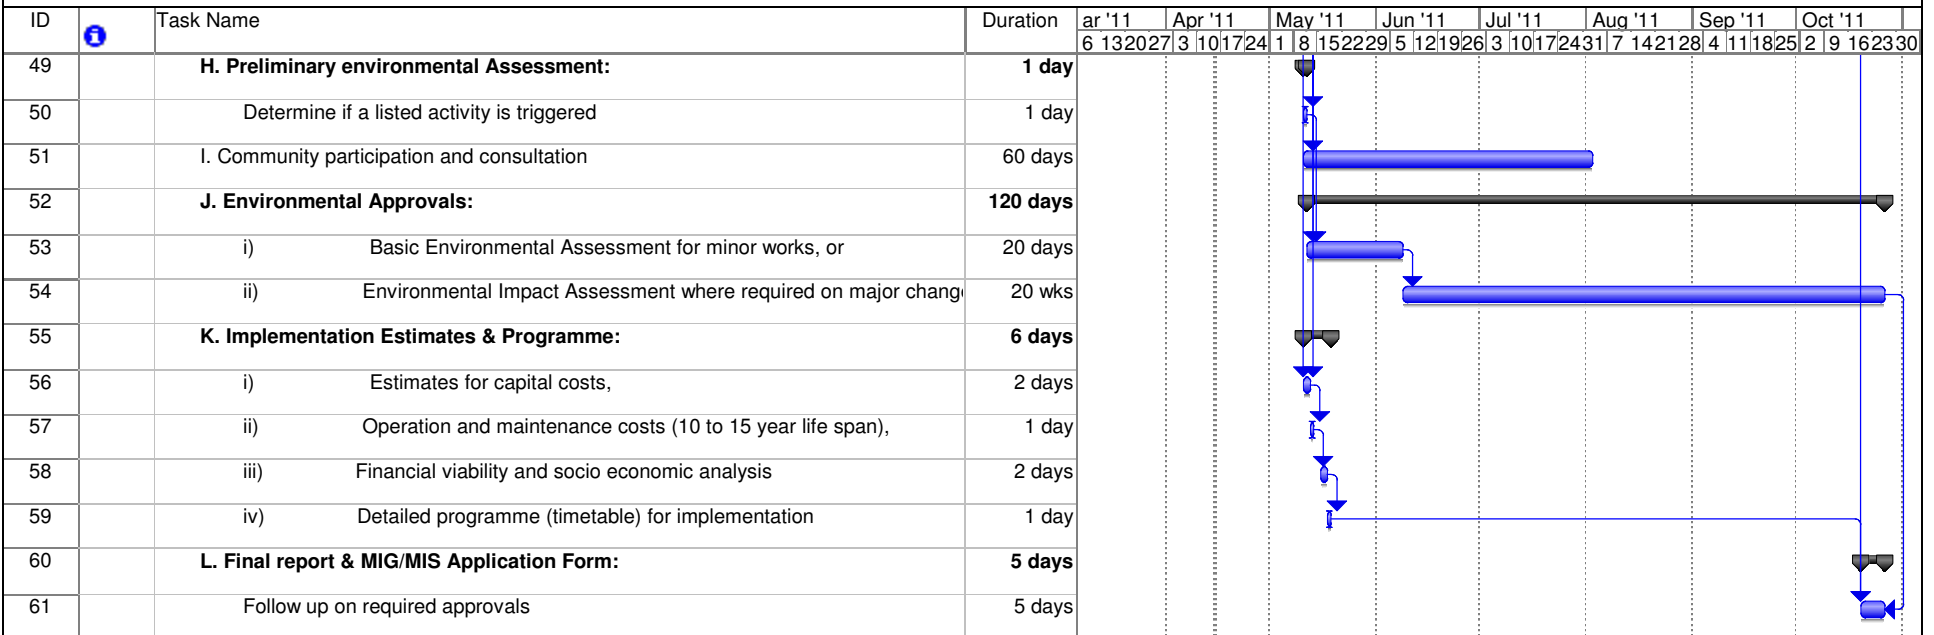 ID Task Name Duration ar '11 Apr '11 May '11 Jun '11 Jul '11 Aug '11 Sep '11 Oct '11
6 13 20 27 3 10 17 24 1 8 15 22 29 5 12 19 26 3 10 17 24 31 7 14 21 28 4 11 18 25 2 9 16 23 30
49 H. Preliminary environmental Assessment: 1 day
50 Determine if a listed activity is triggered 1 day
51 I. Community participation and consultation 60 days
52 J. Environmental Approvals: 120 days
53 i) Basic Environmental Assessment for minor works, or 20 days
54 ii) Environmental Impact Assessment where required on major change 20 wks
55 K. Implementation Estimates & Programme: 6 days
56 i) Estimates for capital costs, 2 days
57 ii) Operation and maintenance costs (10 to 15 year life span), 1 day
58 iii) Financial viability and socio economic analysis 2 days
59 iv) Detailed programme (timetable) for implementation 1 day
60 L. Final report & MIG/MIS Application Form: 5 days
61 Follow up on required approvals 5 days